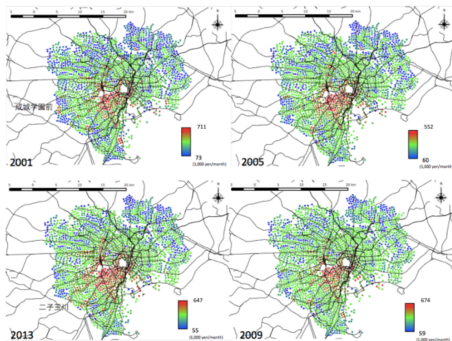 成城学園前
711
73
(1,000 yen/month)
2001
552
60
(1,000 yen/month)
2005
二子玉川
647
55
(1,000 yen/month)
2013
674
59
(1,000 yen/month)
2009